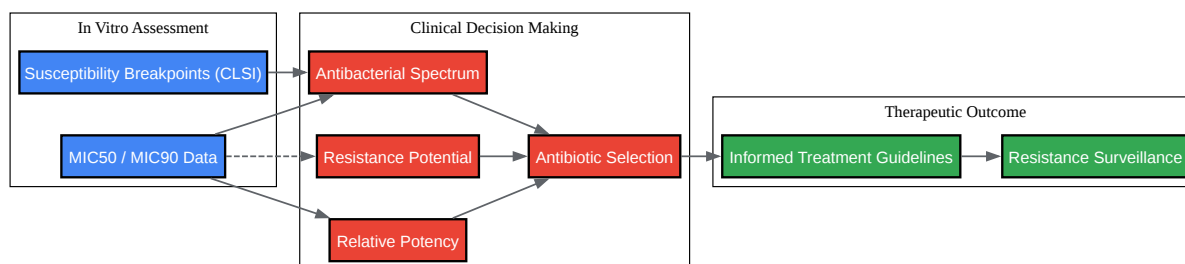 In Vitro Assessment
Susceptibility Breakpoints (CLSI)
MIC50 / MIC90 Data
Clinical Decision Making
Antibacterial Spectrum
Resistance Potential
Relative Potency
Antibiotic Selection
Therapeutic Outcome
Informed Treatment Guidelines
Resistance Surveillance